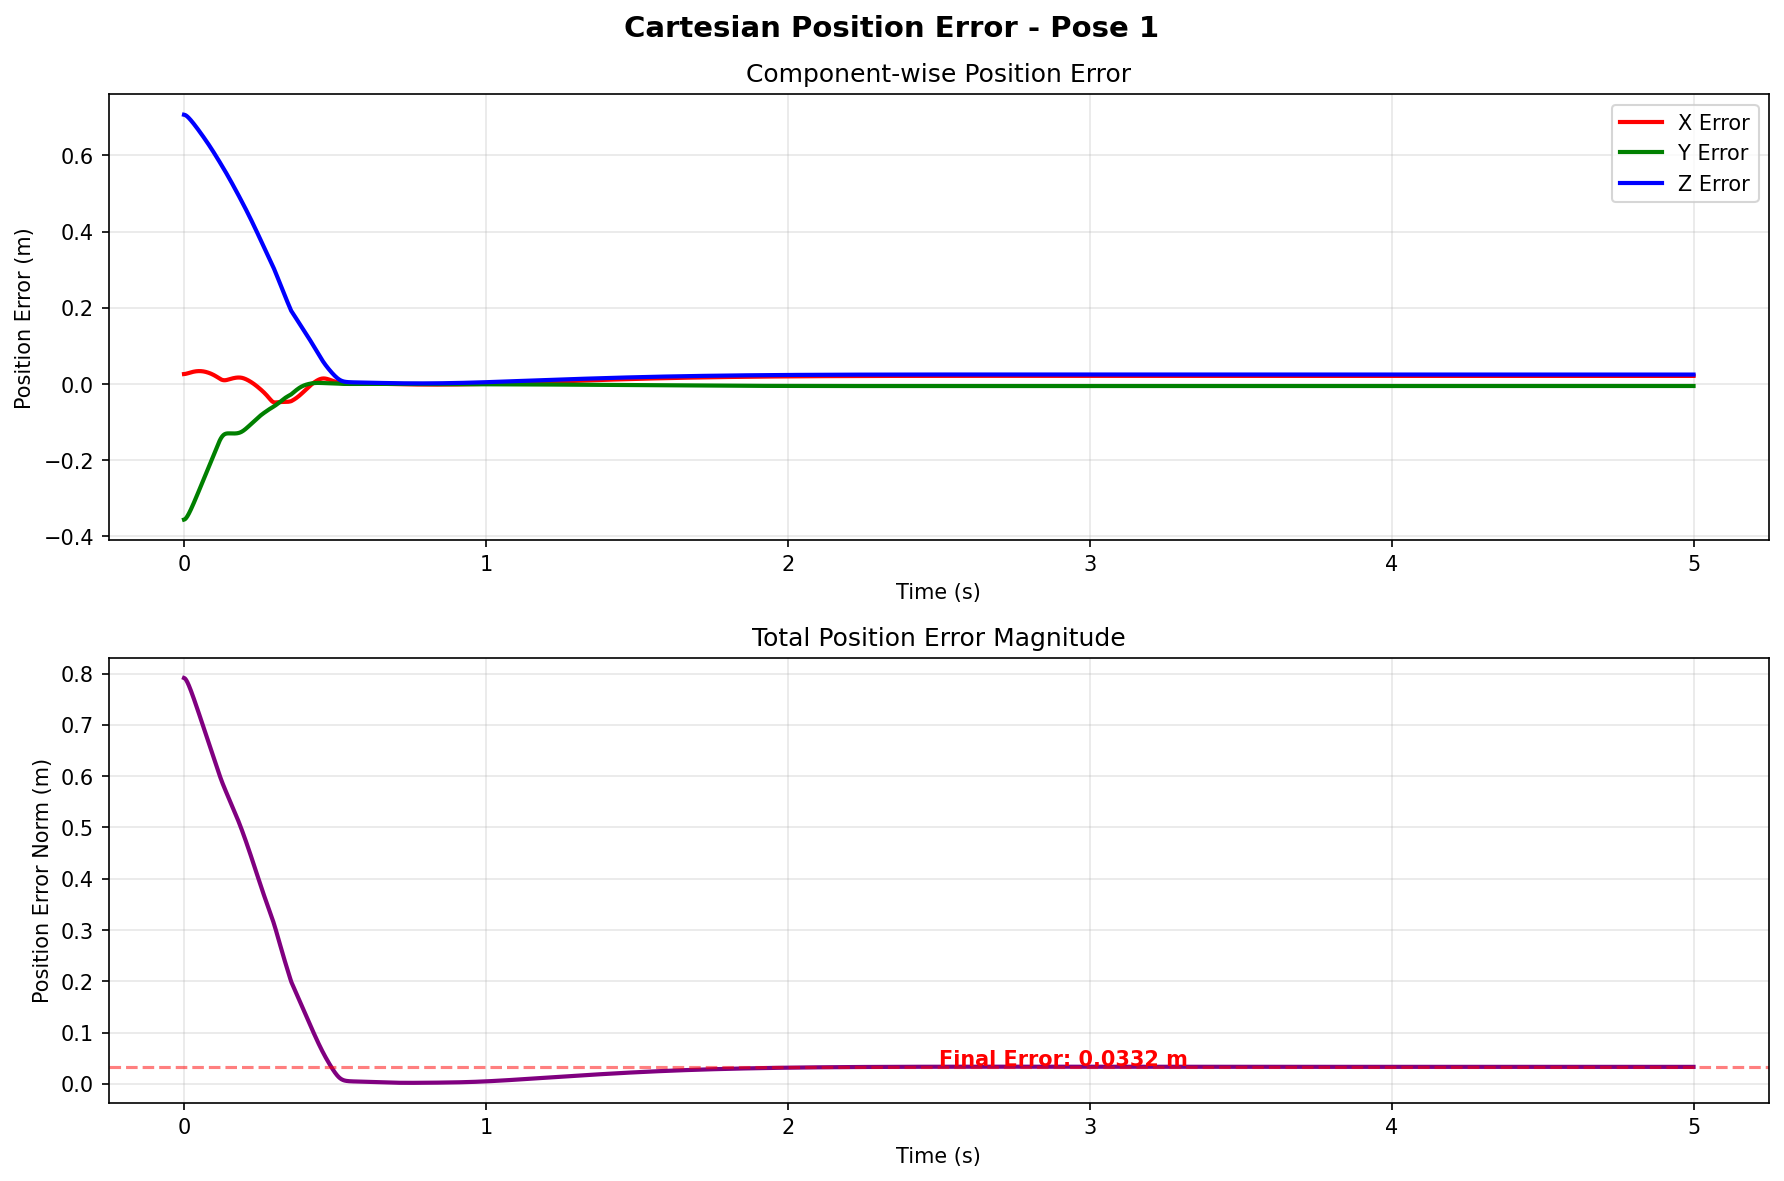 Cartesian Position Error - Pose 1
Component-wise Position Error
Position Error (m)
0.6
0.4
0.2
0.0
−0.2
−0.4
X Error
Y Error
Z Error
0 1 2 3 4 5
Time (s)
Total Position Error Magnitude
Position Error Norm (m)
0.8
0.7
0.6
0.5
0.4
0.3
0.2
0.1
0.0
Final Error: 0.0332 m
0 1 2 3 4 5
Time (s)